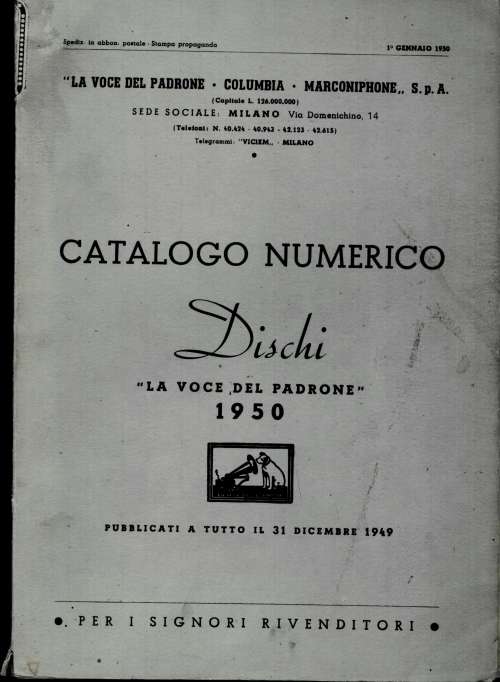 Spediz. in abbon. postale - Stampa propaganda
1° GENNAIO 1950
"LA VOCE DEL PADRONE · COLUMBIA · MARCONIPHONE,, S. p. A.
(Capitale L. 126.000.000)
SEDE SOCIALE: MILANO Via Domenichino, 14
(Telefoni: N. 40.424 - 40.942 - 42.123 - 42.615)
Telegrammi: "VICIEM,, - MILANO
CATALOGO NUMERICO
Dischi
"LA VOCE DEL PADRONE"
1950
PUBBLICATI A TUTTO IL 31 DICEMBRE 1949
• PER I SIGNORI RIVENDITORI •